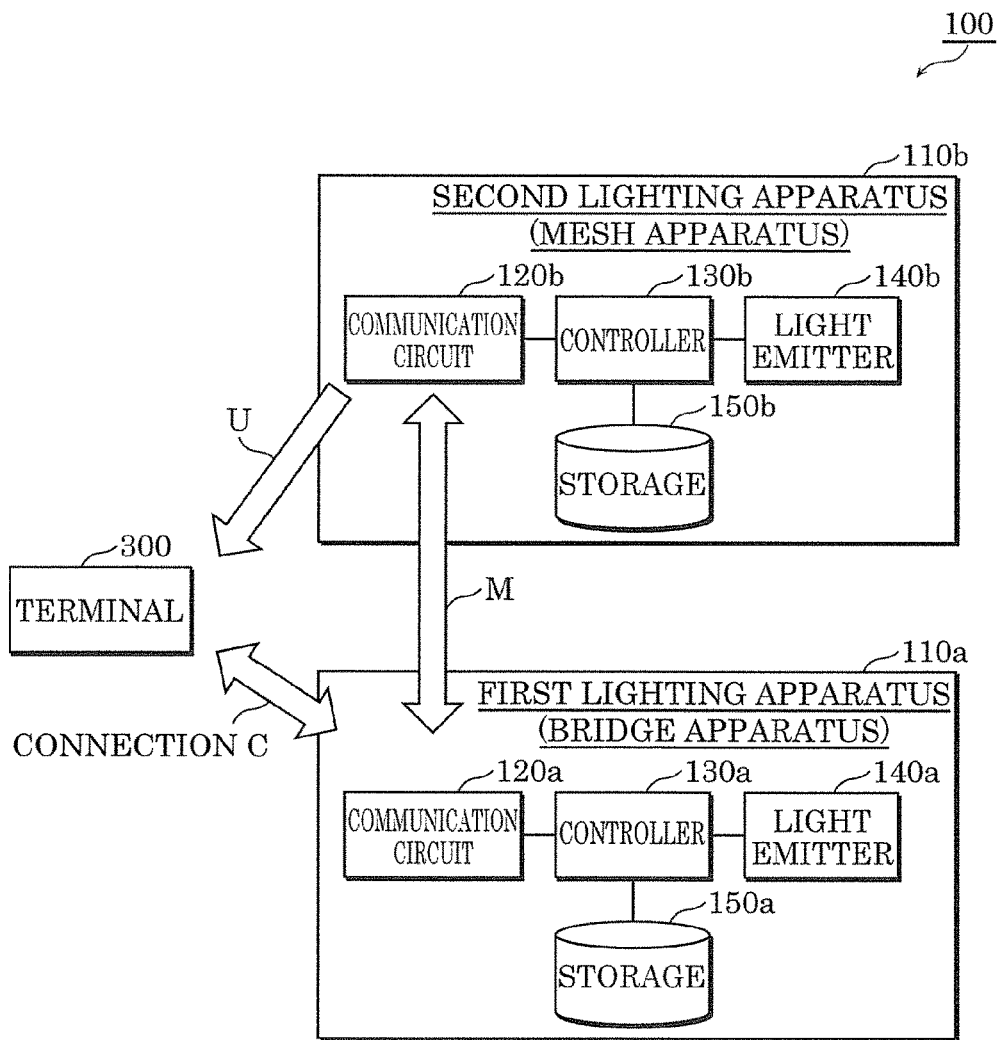 100
110b
SECOND LIGHTING APPARATUS
(MESH APPARATUS)
120b
130b
140b
COMMUNICATION
CIRCUIT
CONTROLLER
LIGHT
EMITTER
150b
STORAGE
U
300
TERMINAL
M
CONNECTION C
110a
FIRST LIGHTING APPARATUS
(BRIDGE APPARATUS)
120a
130a
140a
COMMUNICATION
CIRCUIT
CONTROLLER
LIGHT
EMITTER
150a
STORAGE